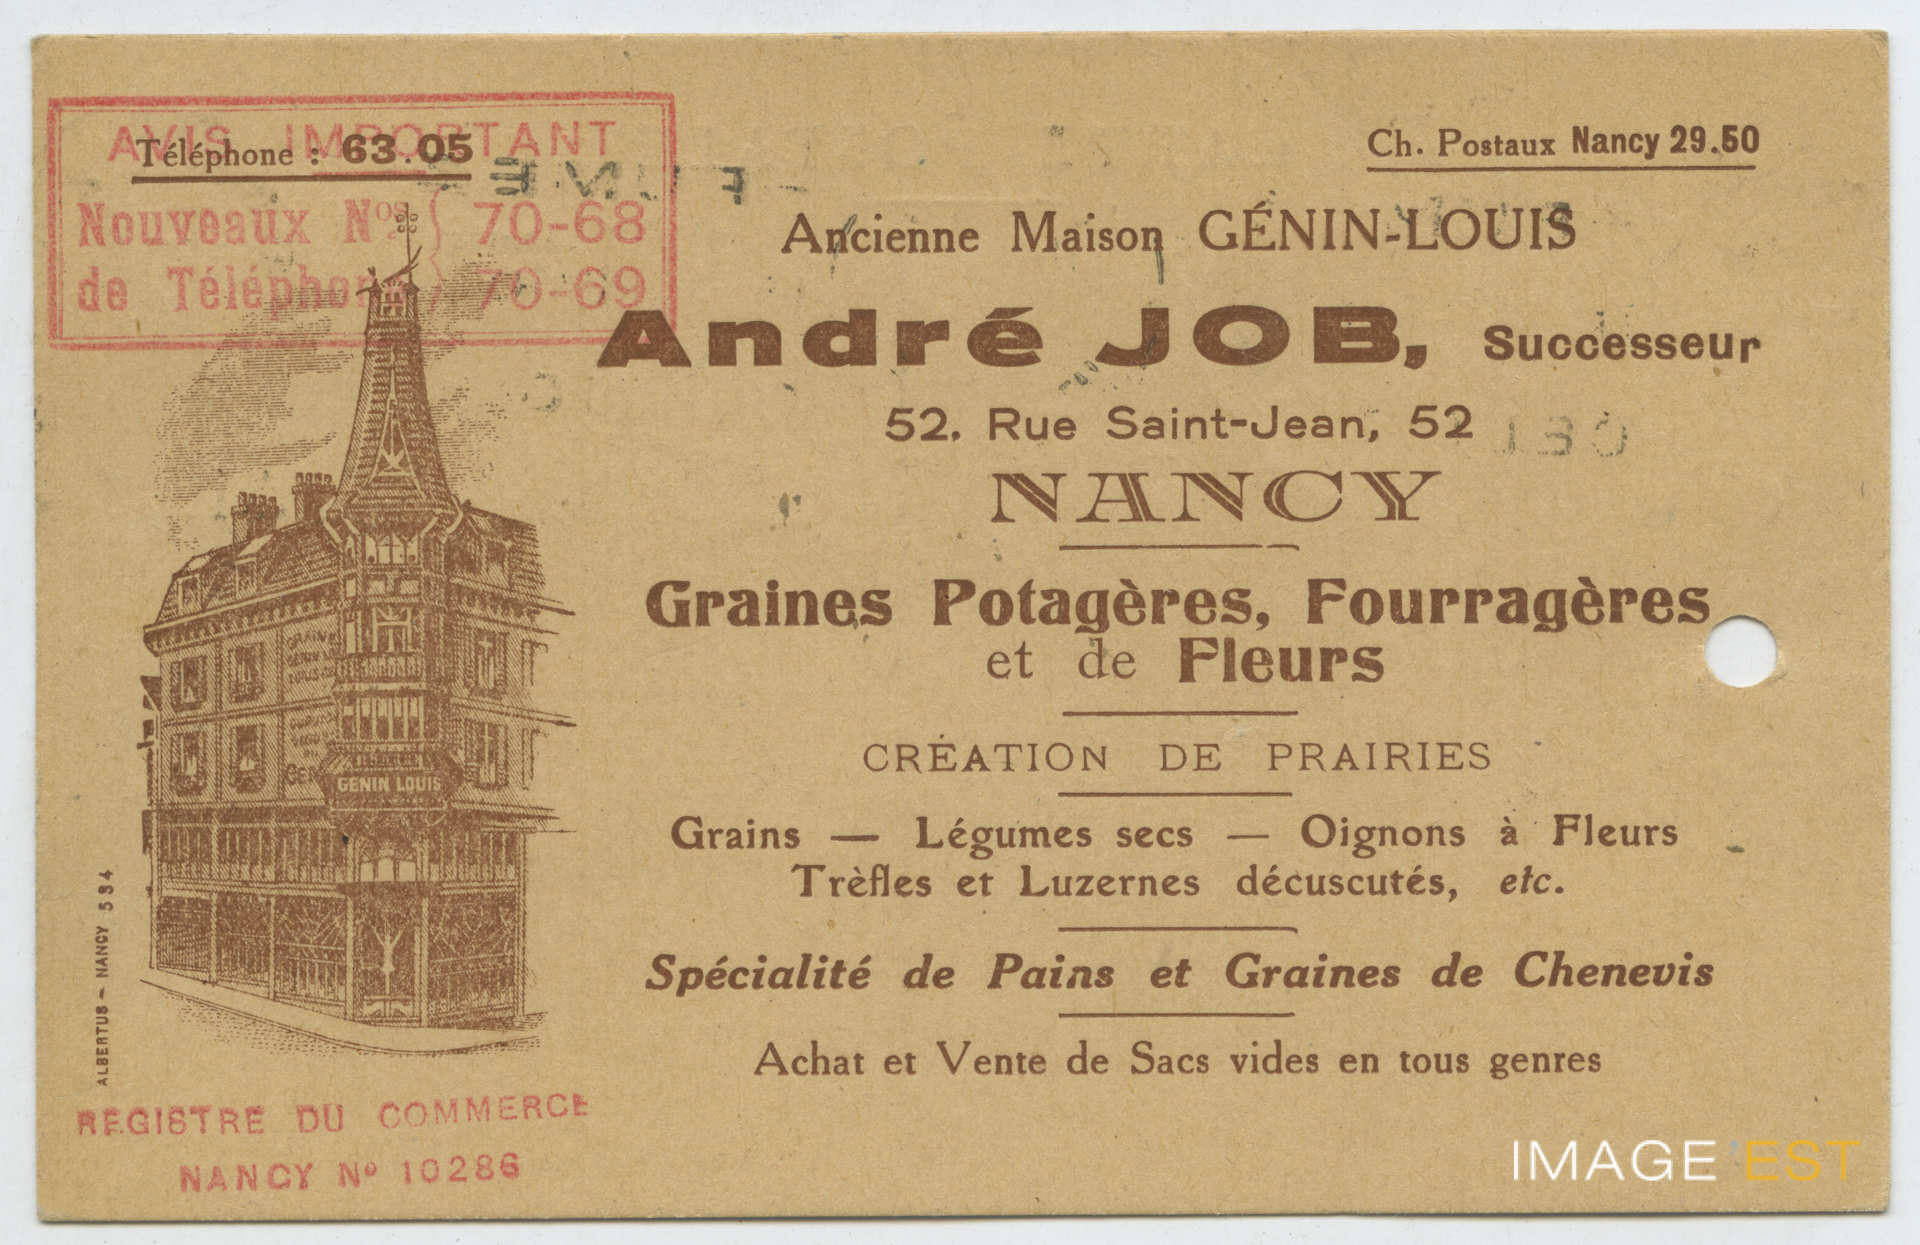 AVIS IMPORTANT
Téléphone : 63.05
Nouveaux Nos 70-68
de Téléphone 70-69
Ch. Postaux Nancy 29.50
Ancienne Maison GÉNIN-LOUIS
André JOB, Successeur
52, Rue Saint-Jean, 52
NANCY
Graines Potagères, Fourragères
et de Fleurs
CRÉATION DE PRAIRIES
Grains — Légumes secs — Oignons à Fleurs
Trèfles et Luzernes décuscutés, etc.
Spécialité de Pains et Graines de Chenevis
Achat et Vente de Sacs vides en tous genres
GENIN LOUIS
ALBERTUS - NANCY 534
REGISTRE DU COMMERCE
NANCY No 10286
IMAGE'EST